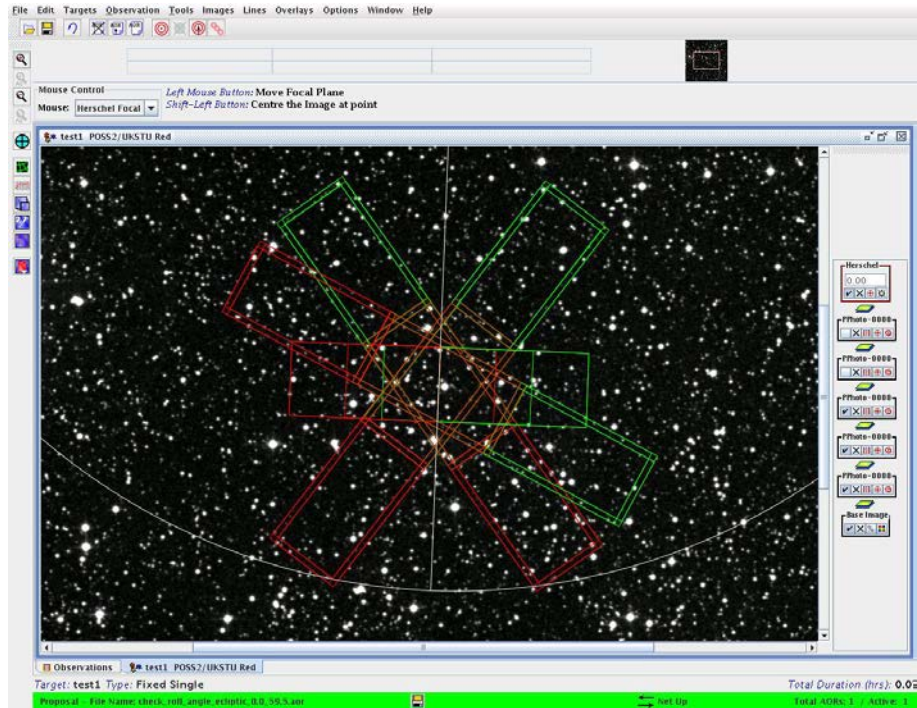 File Edit Targets Observation Tools Images Lines Overlays Options Window Help
Mouse Control
Mouse: Herschel Focal
Left Mouse Button: Move Focal Plane
Shift-Left Button: Centre the Image at point
test1 POSS2/UKSTU Red
Herschel
0.00
PPhoto-0000
PPhoto-0000
PPhoto-0000
PPhoto-0000
PPhoto-0000
Base Image
Observations test1 POSS2/UKSTU Red
Target: test1 Type: Fixed Single Total Duration (hrs): 0.02
Proposal - File Name: check_roll_angle_ecliptic_0.0_59.5.aor Net Up Total AORs: 1 / Active: 1